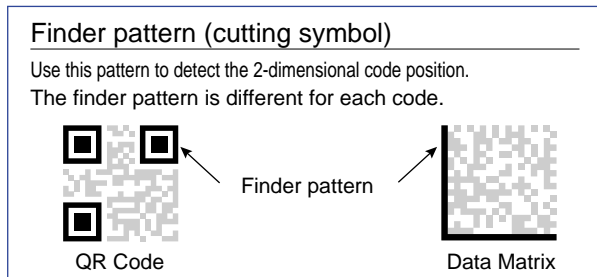 Finder pattern (cutting symbol)
Use this pattern to detect the 2-dimensional code position.
The finder pattern is different for each code.
Finder pattern
QR Code
Data Matrix